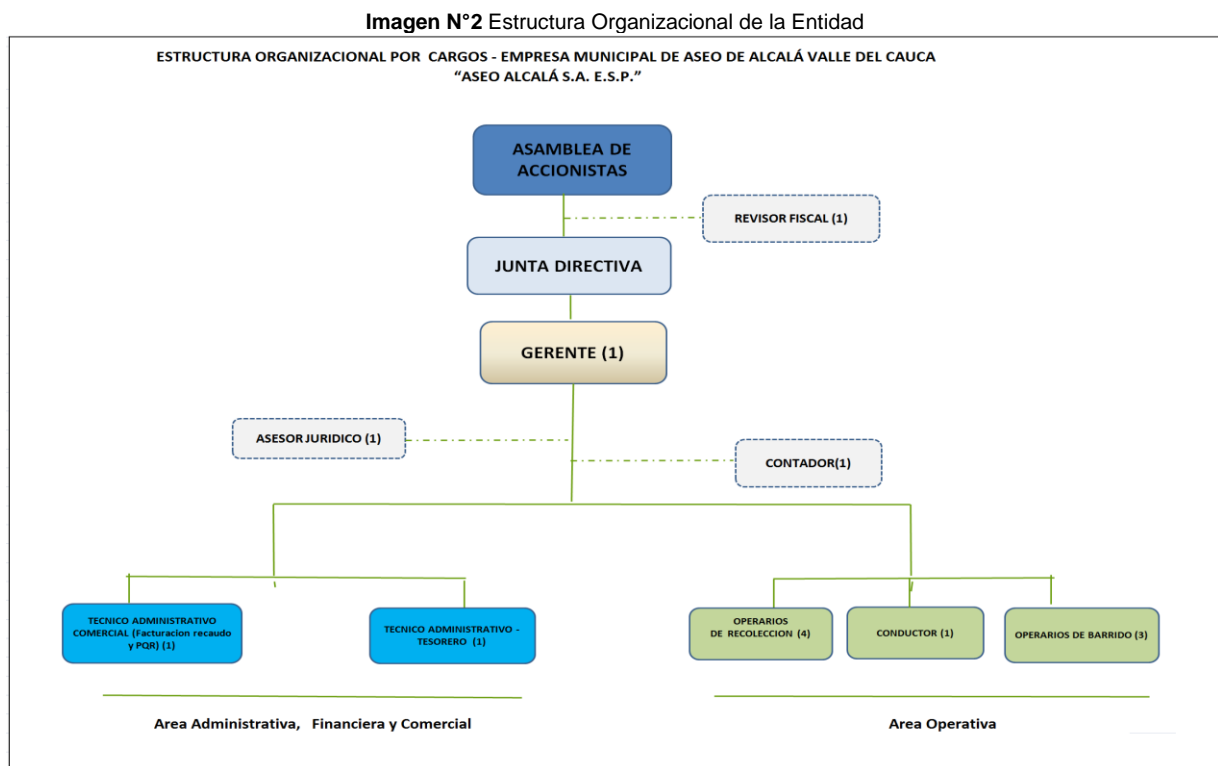 Imagen N°2 Estructura Organizacional de la Entidad
ESTRUCTURA ORGANIZACIONAL POR CARGOS - EMPRESA MUNICIPAL DE ASEO DE ALCALÁ VALLE DEL CAUCA
“ASEO ALCALÁ S.A. E.S.P.”
ASAMBLEA DE
ACCIONISTAS
REVISOR FISCAL (1)
JUNTA DIRECTIVA
GERENTE (1)
ASESOR JURIDICO (1)
CONTADOR(1)
TECNICO ADMINISTRATIVO
COMERCIAL (Facturacion recaudo
y PQR) (1)
TECNICO ADMINISTRATIVO -
TESORERO (1)
OPERARIOS
DE RECOLECCION (4)
CONDUCTOR (1)
OPERARIOS DE BARRIDO (3)
Area Administrativa, Financiera y Comercial
Area Operativa